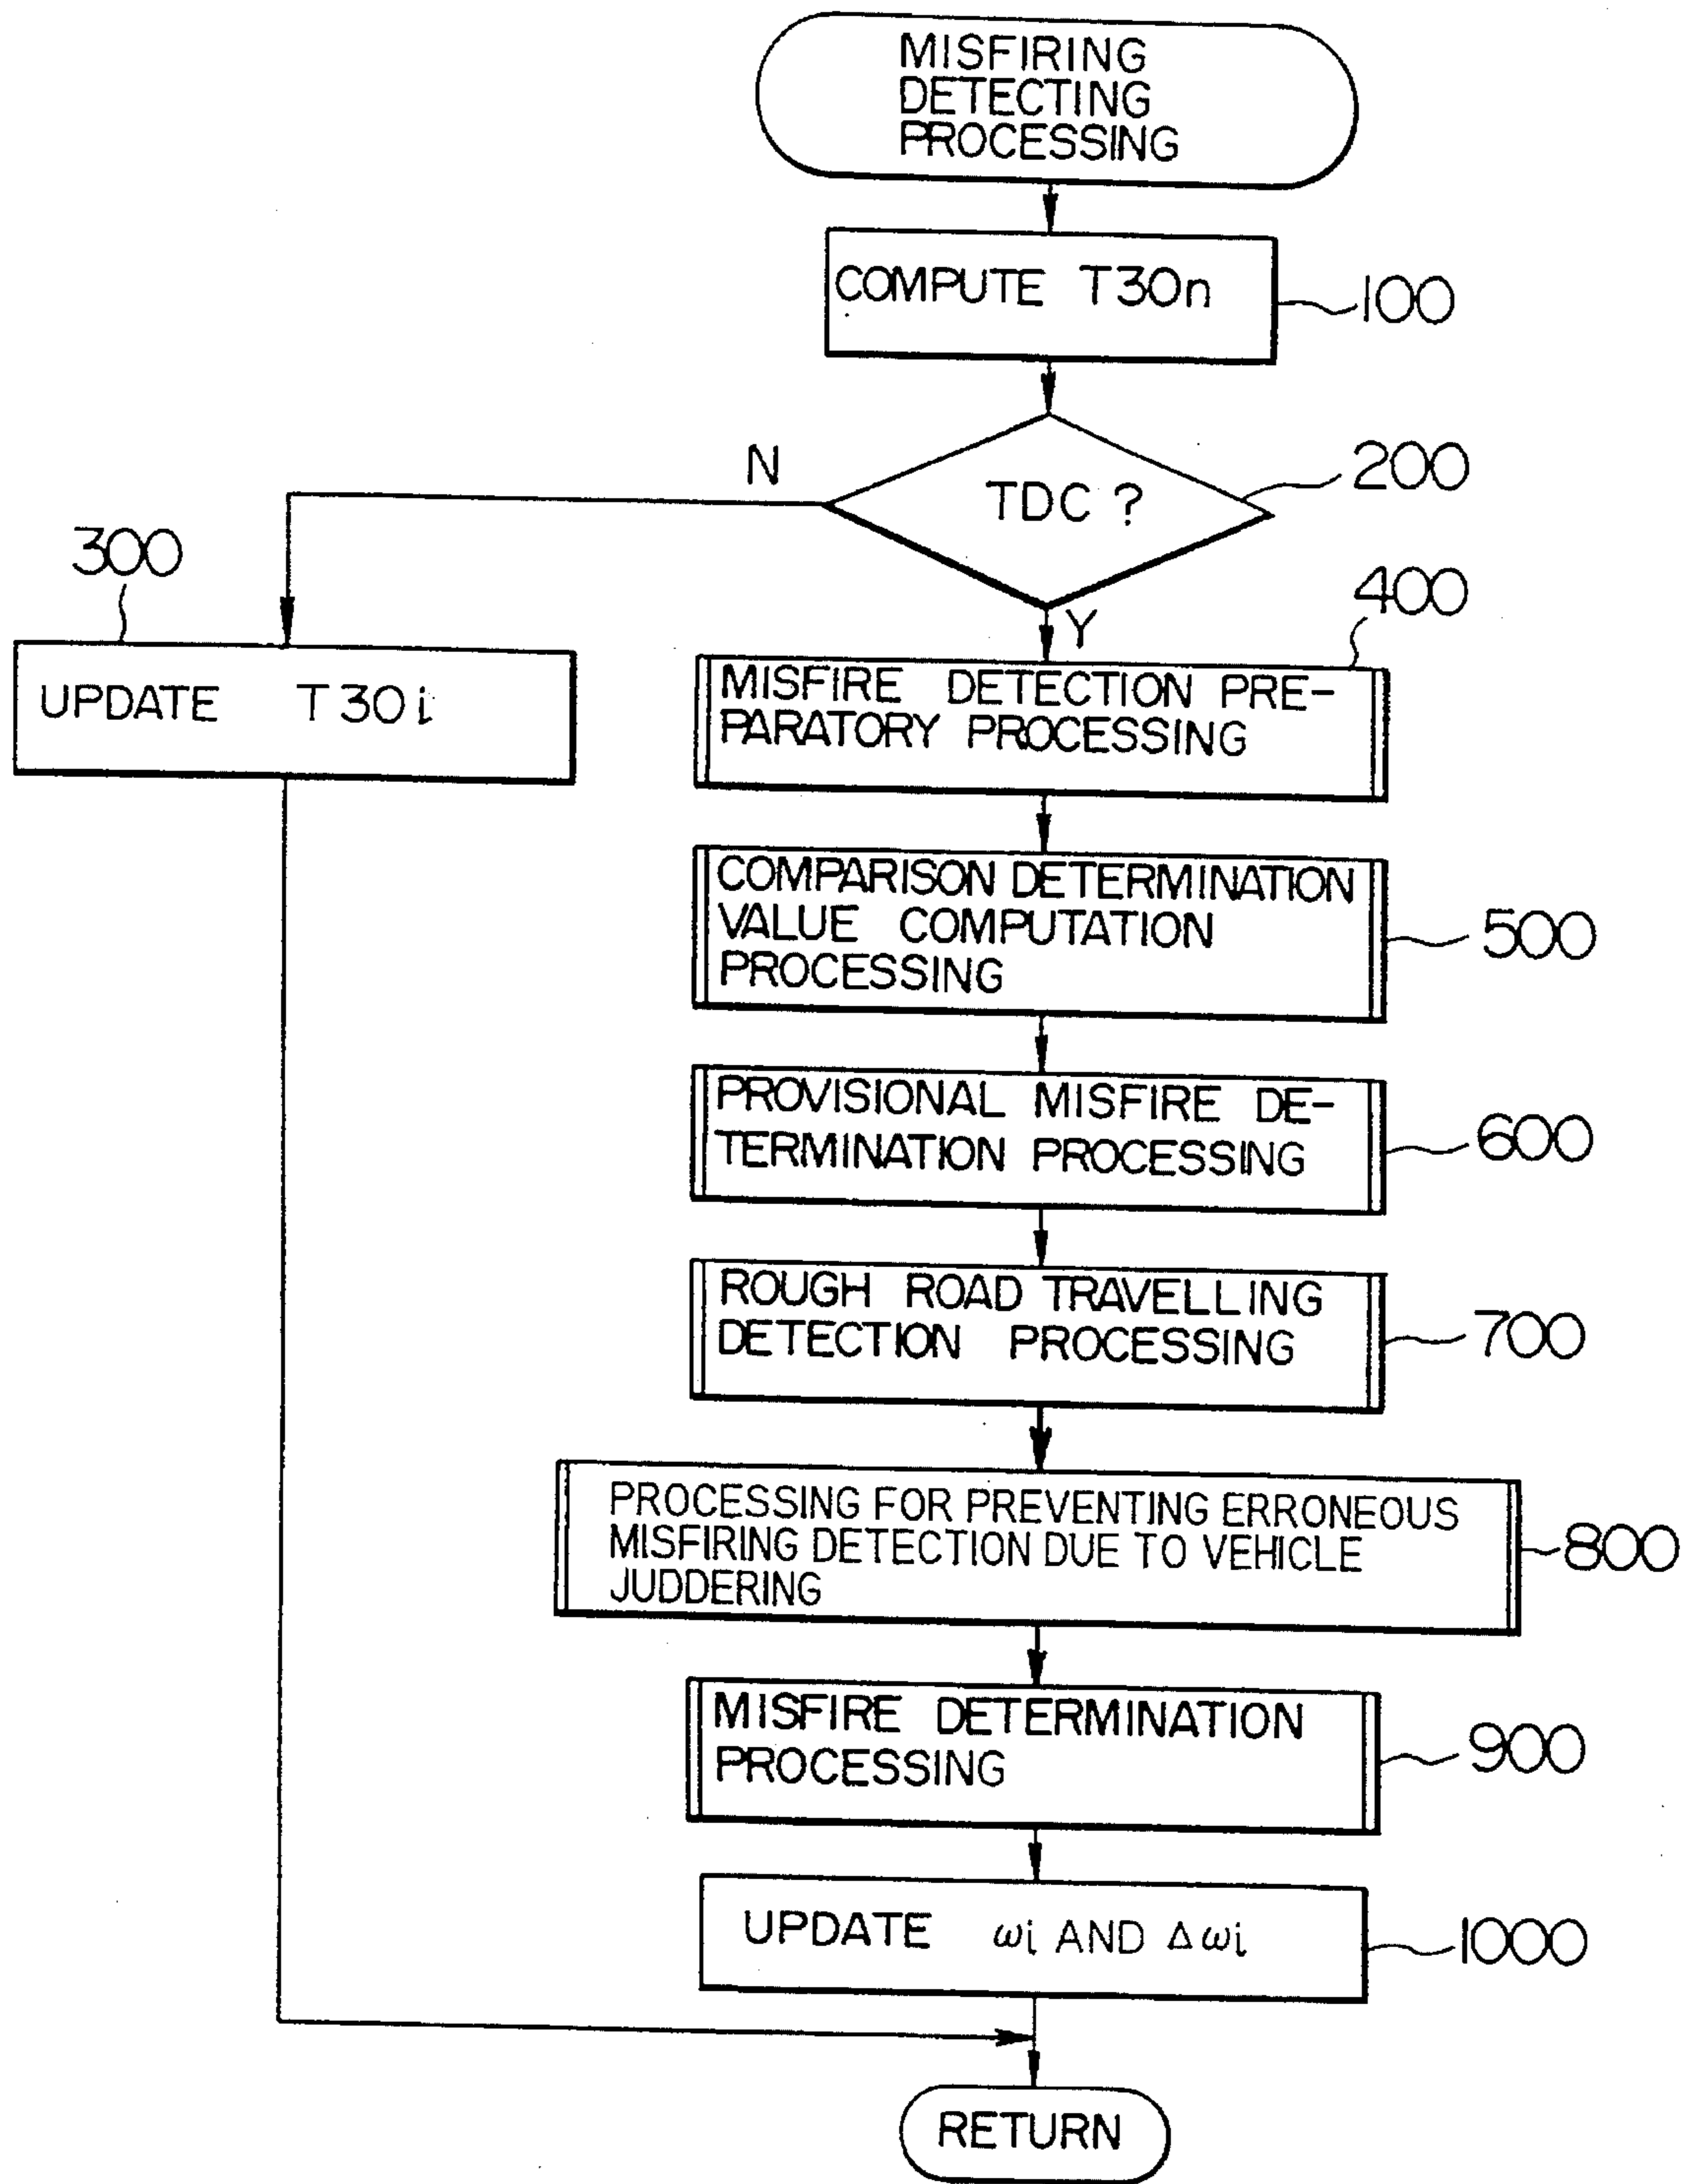 MISFIRING
DETECTING
PROCESSING
COMPUTE T30n
100
N
TDC ?
200
300
Y
400
UPDATE T30i
MISFIRE DETECTION PRE-
PARATORY PROCESSING
COMPARISON DETERMINATION
VALUE COMPUTATION
PROCESSING
500
PROVISIONAL MISFIRE DE-
TERMINATION PROCESSING
600
ROUGH ROAD TRAVELLING
DETECTION PROCESSING
700
PROCESSING FOR PREVENTING ERRONEOUS
MISFIRING DETECTION DUE TO VEHICLE
JUDDERING
800
MISFIRE DETERMINATION
PROCESSING
900
UPDATE ωi AND Δωi
1000
RETURN